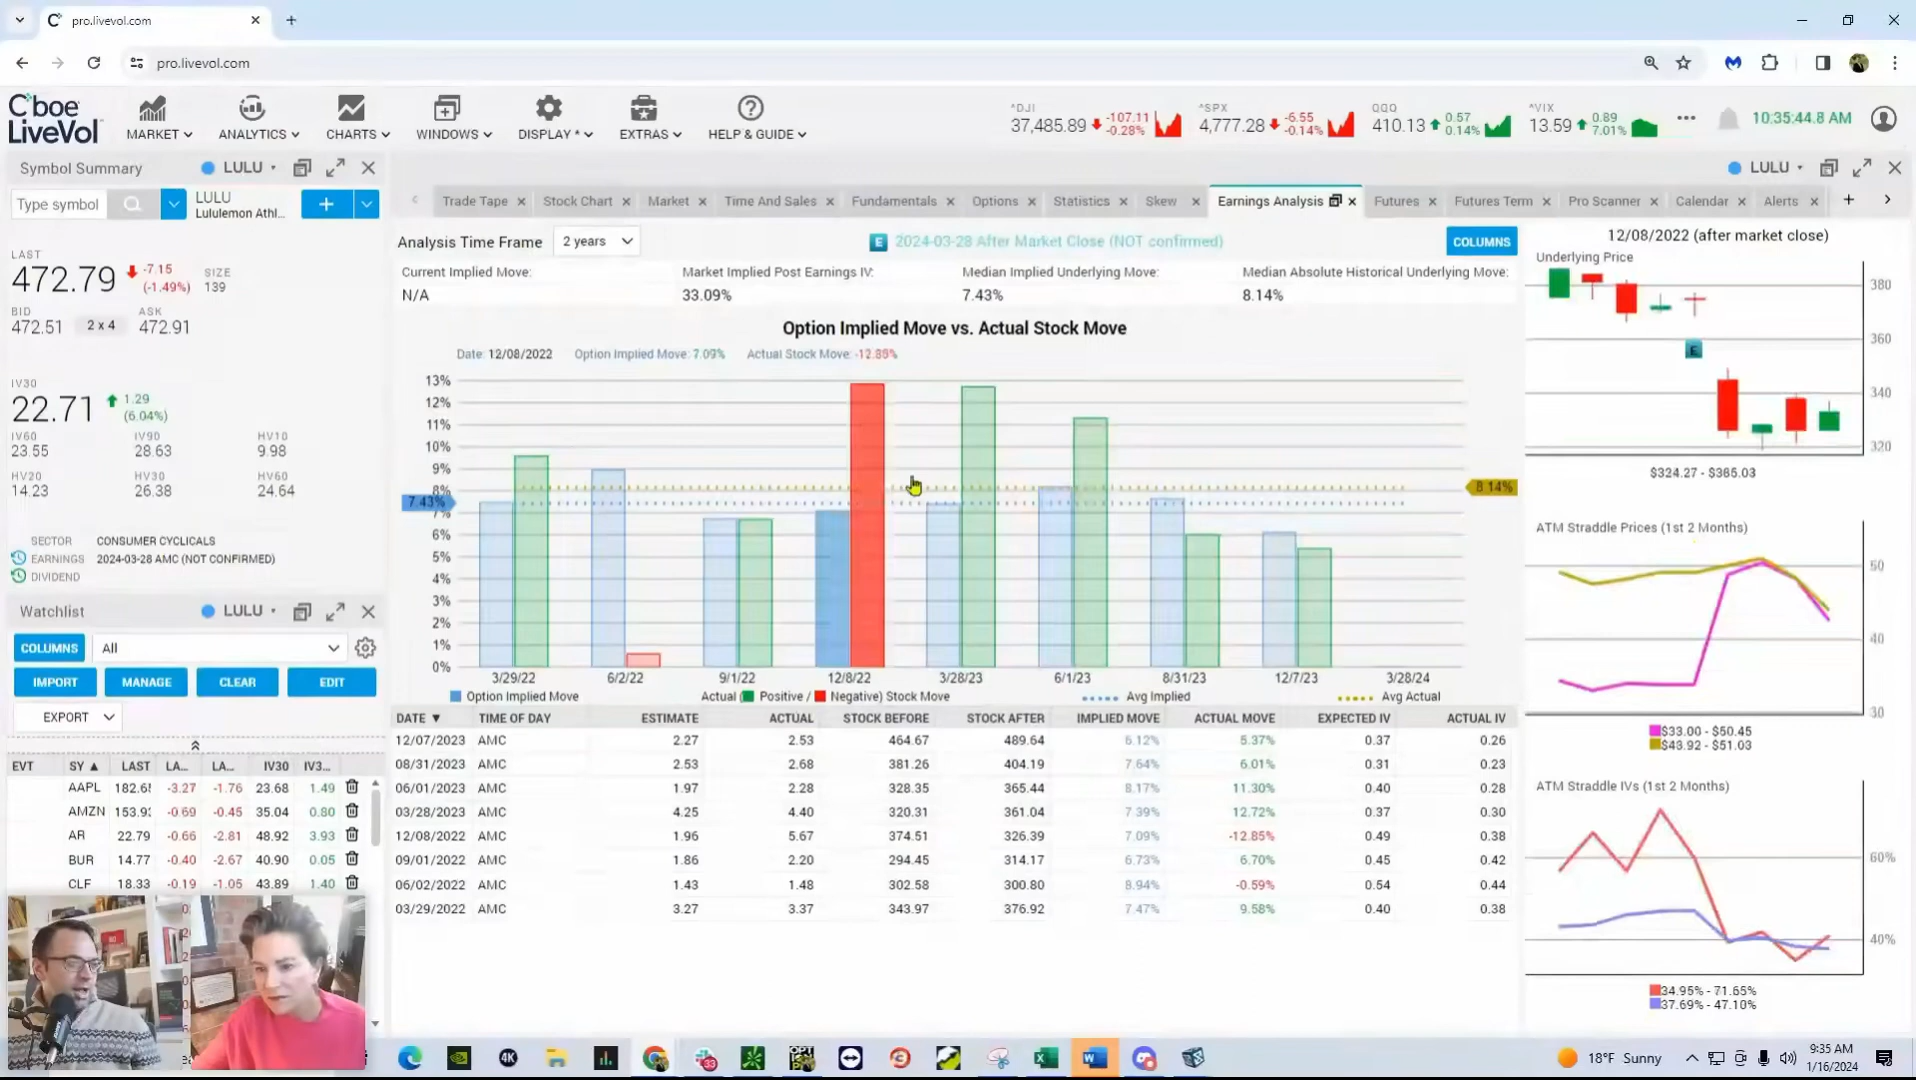 pro.livevol.com
pro.livevol.com
Cboe LiveVol
MARKET
ANALYTICS
CHARTS
WINDOWS
DISPLAY *
EXTRAS
HELP & GUIDE
^DJI 37,485.89 -107.11 -0.28%
^SPX 4,777.28 -6.55 -0.14%
QQQ 410.13 0.57 0.14%
^VIX 13.59 0.89 7.01%
10:35:44.8 AM
Symbol Summary LULU
Type symbol
LULU
Lululemon Athl...
LAST
472.79 -7.15 (-1.49%)
SIZE
139
BID 472.51 2 x 4 ASK 472.91
IV30
22.71 1.29 (6.04%)
IV60 IV90 HV10
23.55 28.63 9.98
HV20 HV30 HV60
14.23 26.38 24.64
SECTOR CONSUMER CYCLICALS
EARNINGS 2024-03-28 AMC (NOT CONFIRMED)
DIVIDEND
Watchlist LULU
COLUMNS All
IMPORT MANAGE CLEAR EDIT
EXPORT
EVT SY LAST LA... LA... IV30 IV3...
AAPL 182.6 -3.27 -1.76 23.68 1.49
AMZN 153.9 -0.69 -0.45 35.04 0.80
AR 22.79 -0.66 -2.81 48.92 3.93
BUR 14.77 -0.40 -2.67 40.90 0.05
CLF 18.33 -0.19 -1.05 43.89 1.40
LULU
Trade Tape Stock Chart Market Time And Sales Fundamentals Options Statistics Skew Earnings Analysis Futures Futures Term Pro Scanner Calendar Alerts
Analysis Time Frame 2 years
E 2024-03-28 After Market Close (NOT confirmed)
COLUMNS
Current Implied Move: Market Implied Post Earnings IV: Median Implied Underlying Move: Median Absolute Historical Underlying Move:
N/A 33.09% 7.43% 8.14%
Option Implied Move vs. Actual Stock Move
Date: 12/08/2022 Option Implied Move: 7.09% Actual Stock Move: -12.85%
13%
12%
11%
10%
9%
8%
7.43%
8.14%
7%
6%
5%
4%
3%
2%
1%
0%
3/29/22 6/2/22 9/1/22 12/8/22 3/28/23 6/1/23 8/31/23 12/7/23 3/28/24
Option Implied Move Actual ( Positive / Negative) Stock Move Avg Implied Avg Actual
DATE TIME OF DAY ESTIMATE ACTUAL STOCK BEFORE STOCK AFTER IMPLIED MOVE ACTUAL MOVE EXPECTED IV ACTUAL IV
12/07/2023 AMC 2.27 2.53 464.67 489.64 6.12% 5.37% 0.37 0.26
08/31/2023 AMC 2.53 2.68 381.26 404.19 7.64% 6.01% 0.31 0.23
06/01/2023 AMC 1.97 2.28 328.35 365.44 8.17% 11.30% 0.40 0.28
03/28/2023 AMC 4.25 4.40 320.31 361.04 7.39% 12.72% 0.37 0.30
12/08/2022 AMC 1.96 5.67 374.51 326.39 7.09% -12.85% 0.49 0.38
09/01/2022 AMC 1.86 2.20 294.45 314.17 6.73% 6.70% 0.45 0.42
06/02/2022 AMC 1.43 1.48 302.58 300.80 8.94% -0.59% 0.54 0.44
03/29/2022 AMC 3.27 3.37 343.97 376.92 7.47% 9.58% 0.40 0.38
12/08/2022 (after market close)
Underlying Price
380
360
E
340
320
$324.27 - $385.03
ATM Straddle Prices (1st 2 Months)
50
40
30
$33.00 - $50.45
$43.92 - $51.03
ATM Straddle IVs (1st 2 Months)
60%
40%
34.95% - 71.65%
37.69% - 47.10%
4K
33
18°F Sunny
9:35 AM
1/16/2024